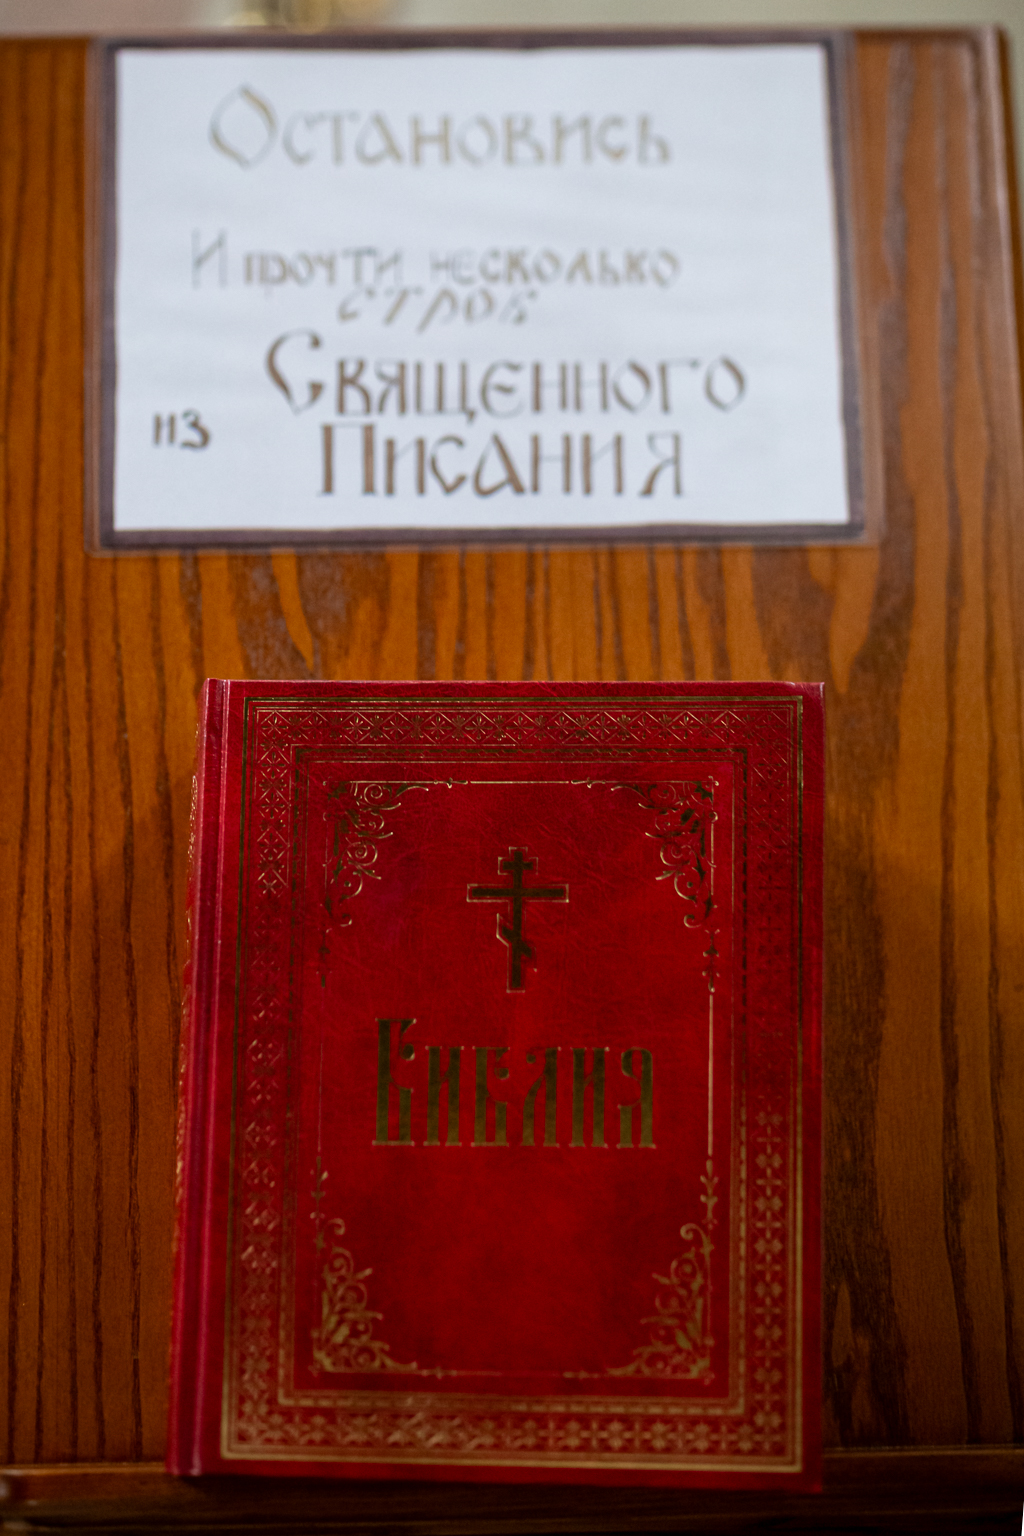 Остановись
И прочти несколько
строк
Священного
из Писания
Библия